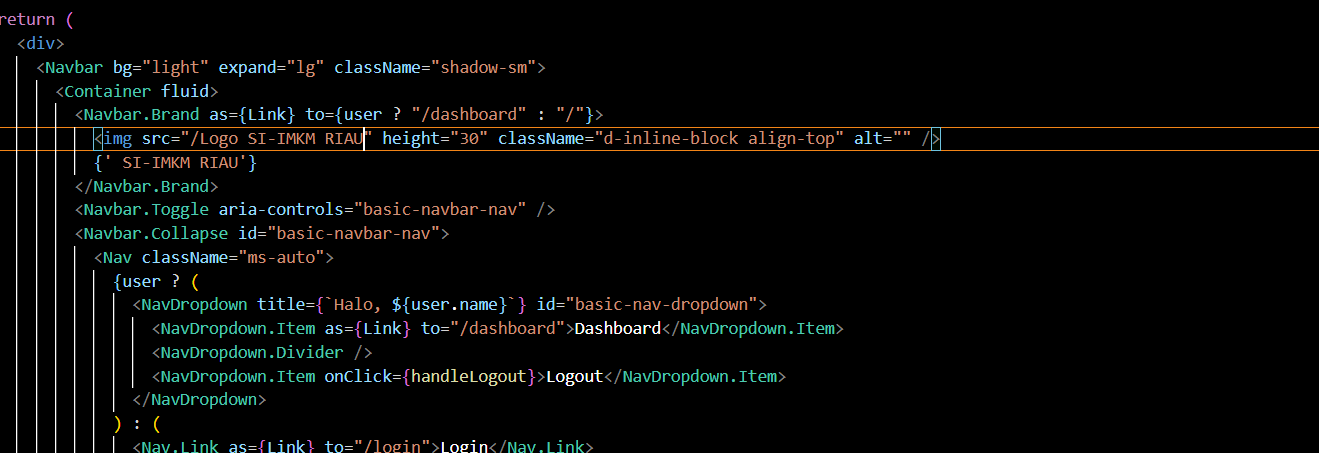 return (
<div>
<Navbar bg="light" expand="lg" className="shadow-sm">
<Container fluid>
<Navbar.Brand as={Link} to={user ? "/dashboard" : "/"}>
<img src="/Logo SI-IMKM RIAU" height="30" className="d-inline-block align-top" alt="" />
{' SI-IMKM RIAU'}
</Navbar.Brand>
<Navbar.Toggle aria-controls="basic-navbar-nav" />
<Navbar.Collapse id="basic-navbar-nav">
<Nav className="ms-auto">
{user ? (
<NavDropdown title={`Halo, ${user.name}`} id="basic-nav-dropdown">
<NavDropdown.Item as={Link} to="/dashboard">Dashboard</NavDropdown.Item>
<NavDropdown.Divider />
<NavDropdown.Item onClick={handleLogout}>Logout</NavDropdown.Item>
</NavDropdown>
) : (
<Nav.Link as={Link} to="/login">Login</Nav.Link>